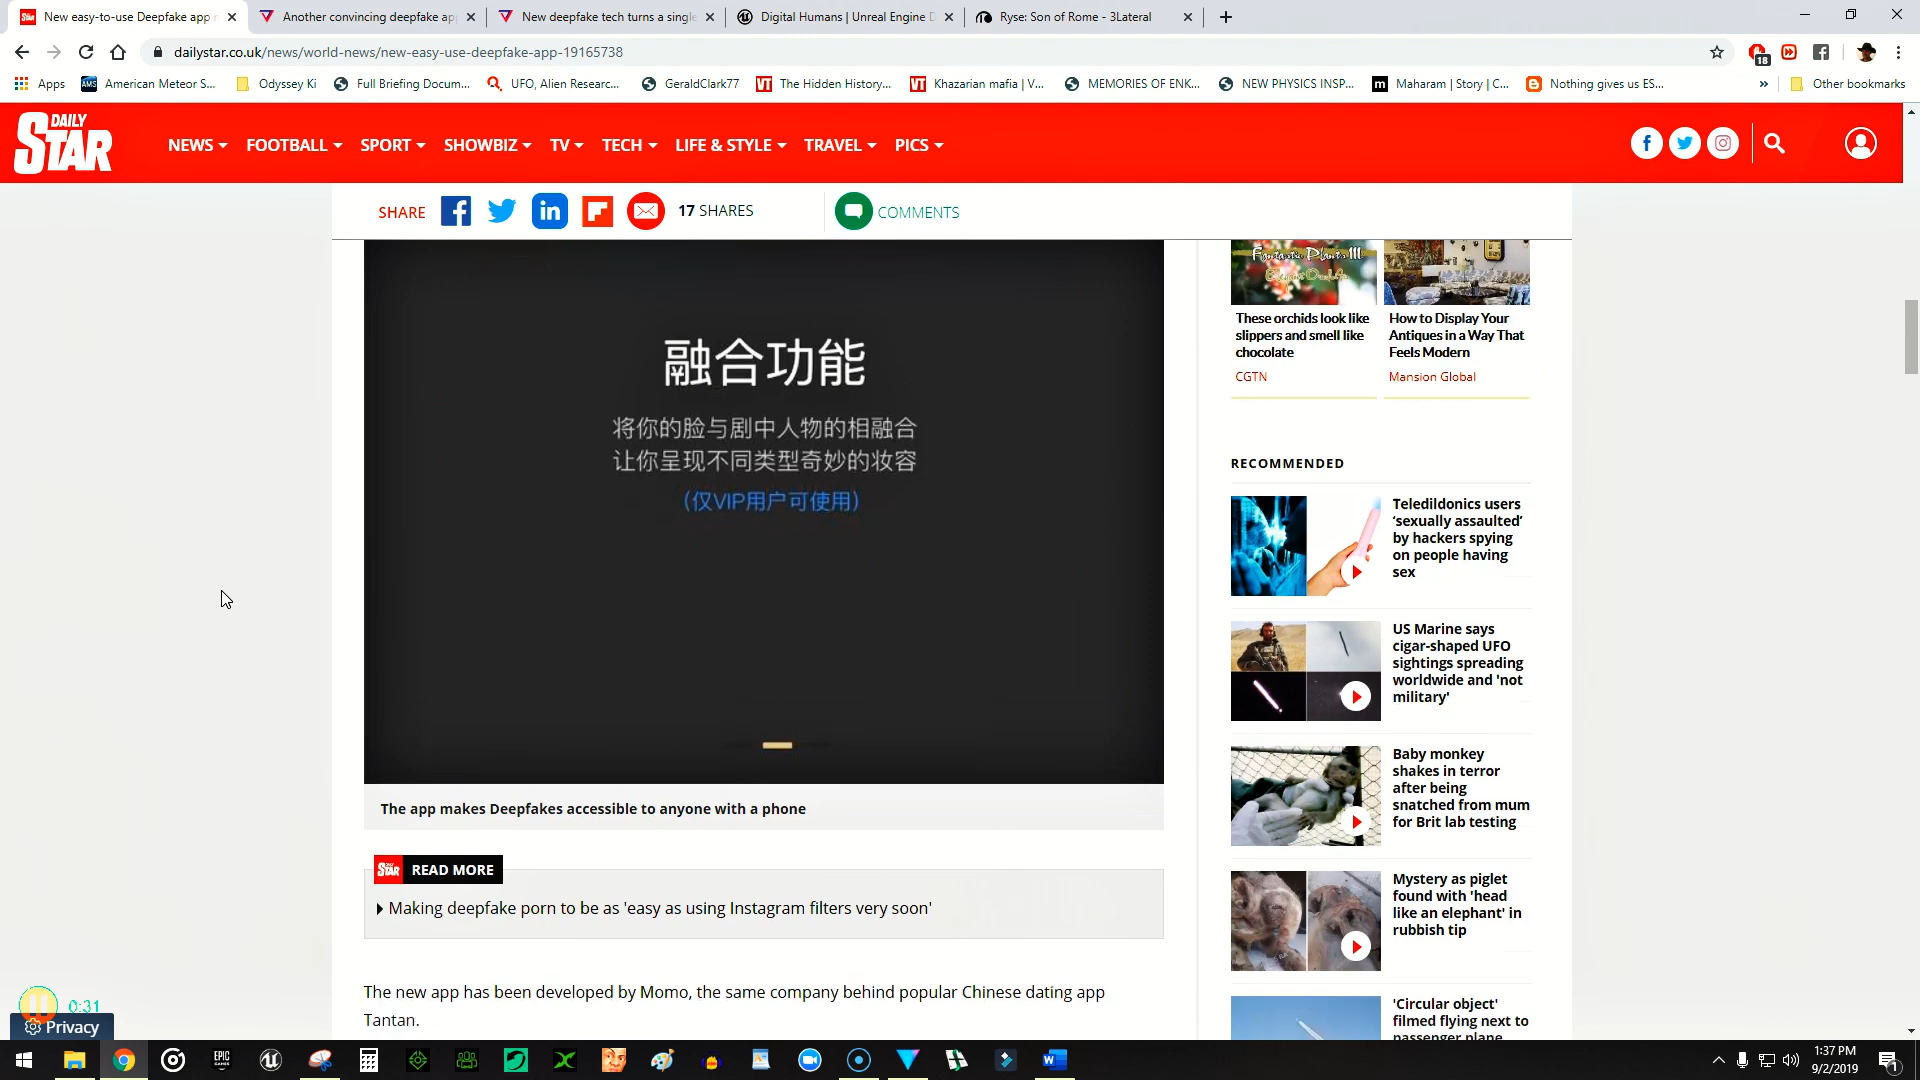 New easy-to-use Deepfake app
Another convincing deepfake ap
New deepfake tech turns a single
Digital Humans | Unreal Engine D
Ryse: Son of Rome - 3Lateral
dailystar.co.uk/news/world-news/new-easy-use-deepfake-app-19165738
18
Apps
AMS
American Meteor S...
Odyssey Ki
Full Briefing Docum...
UFO, Alien Researc...
GeraldClark77
VT
The Hidden History...
VT
Khazarian mafia | V...
MEMORIES OF ENK...
NEW PHYSICS INSP...
m
Maharam | Story | C...
Nothing gives us ES...
»
Other bookmarks
DAILY
STAR
NEWS
FOOTBALL
SPORT
SHOWBIZ
TV
TECH
LIFE & STYLE
TRAVEL
PICS
SHARE
17 SHARES
COMMENTS
融合功能
将你的脸与剧中人物的相融合
让你呈现不同类型奇妙的妆容
(仅VIP用户可使用)
The app makes Deepfakes accessible to anyone with a phone
STAR
READ MORE
Making deepfake porn to be as 'easy as using Instagram filters very soon'
The new app has been developed by Momo, the same company behind popular Chinese dating app
Tantan.
Fantastic Plants III
These orchids look like
slippers and smell like
chocolate
CGTN
How to Display Your
Antiques in a Way That
Feels Modern
Mansion Global
RECOMMENDED
Teledildonics users
‘sexually assaulted’
by hackers spying
on people having
sex
US Marine says
cigar-shaped UFO
sightings spreading
worldwide and 'not
military'
Baby monkey
shakes in terror
after being
snatched from mum
for Brit lab testing
Mystery as piglet
found with 'head
like an elephant' in
rubbish tip
'Circular object'
filmed flying next to
passenger plane
0:31
Privacy
EPIC
GAMES
1:37 PM
9/2/2019
1